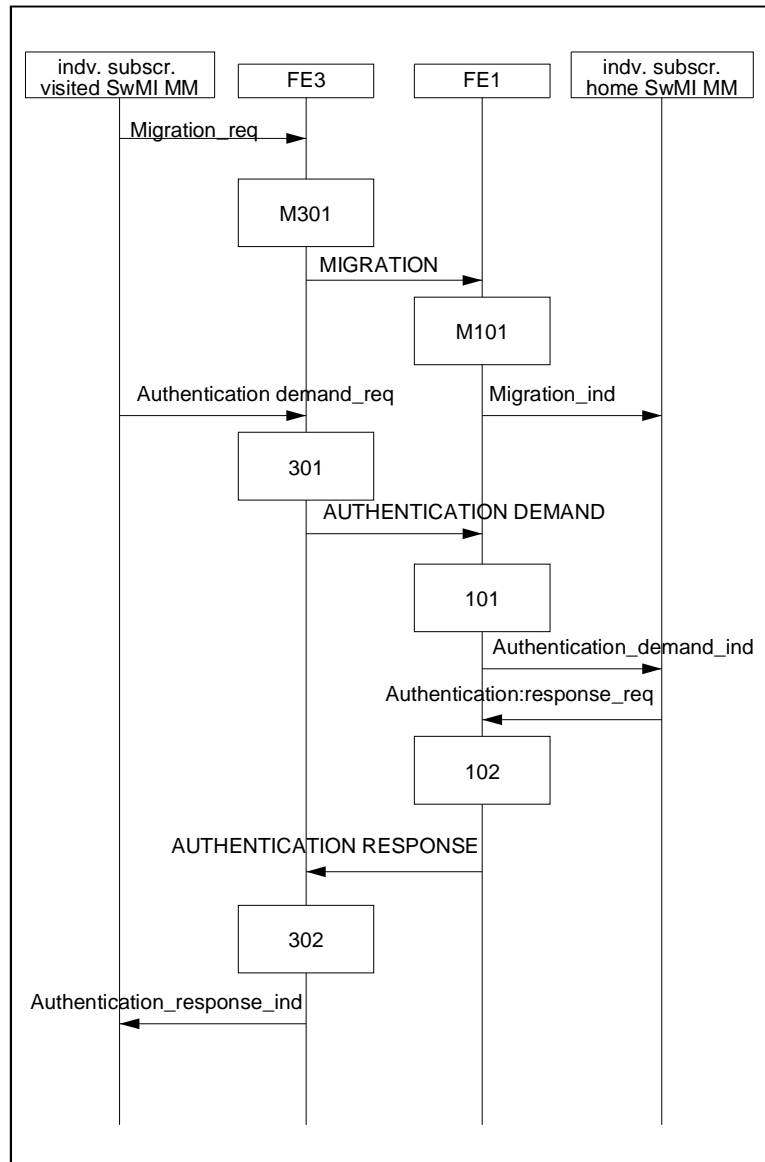 indv. subscr.
visited SwMI MM
FE3
FE1
indv. subscr.
home SwMI MM
Migration_req
M301
MIGRATION
M101
Authentication demand_req
Migration_ind
301
AUTHENTICATION DEMAND
101
Authentication_demand_ind
Authentication:response_req
102
AUTHENTICATION RESPONSE
302
Authentication_response_ind